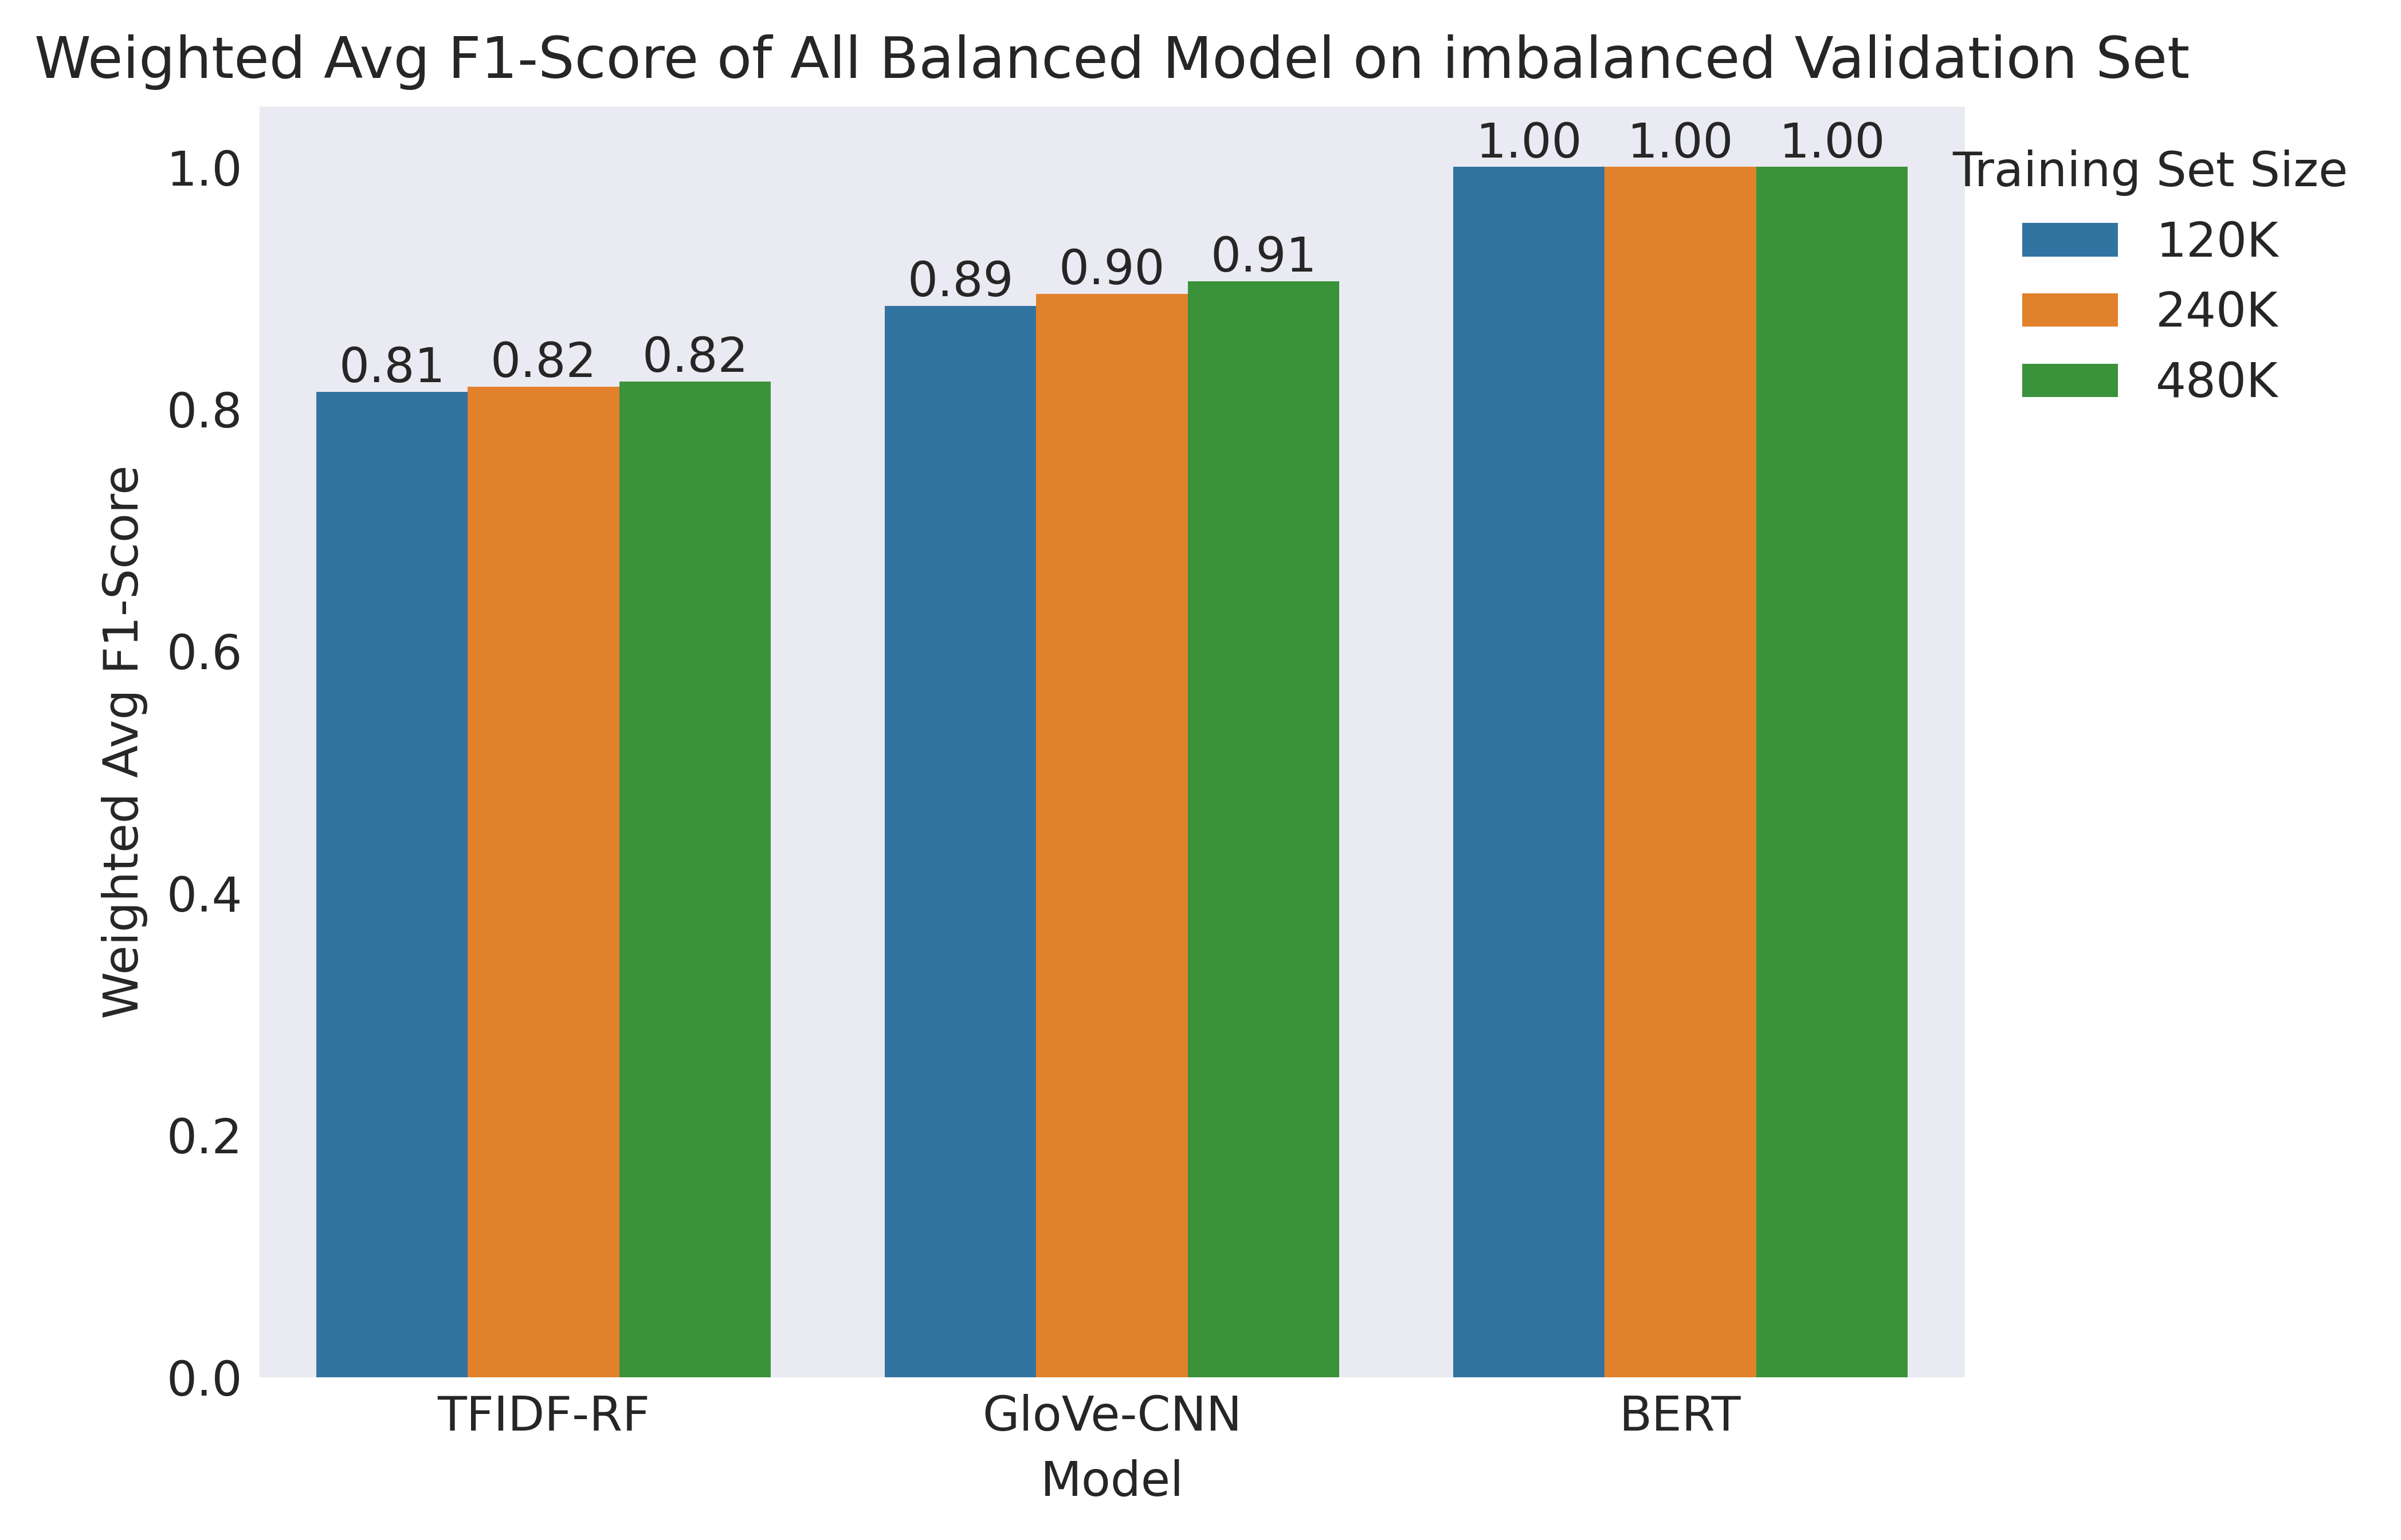 Weighted Avg F1-Score of All Balanced Model on imbalanced Validation Set
1.00 1.00 1.00
0.89 0.90 0.91
0.81 0.82 0.82
Training Set Size
120K
240K
480K
1.0
0.8
0.6
0.4
0.2
0.0
Weighted Avg F1-Score
TFIDF-RF GloVe-CNN BERT
Model